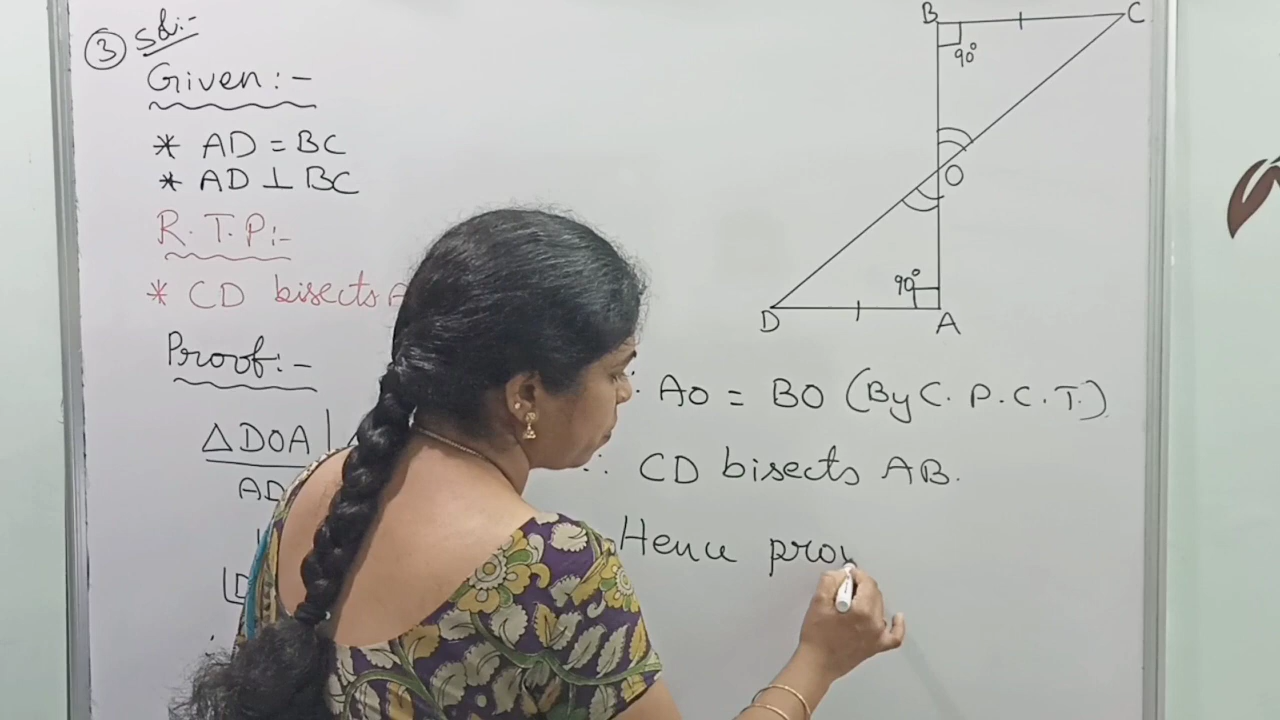 ③ Sol:-
Given:-
* AD = BC
* AD ⊥ BC
R.T.P:-
* CD bisects A
Proof:-
△DOA
AD
B
C
90°
O
90°
D
A
∴ AO = BO (By C.P.C.T.)
∴ CD bisects AB.
Hence prov